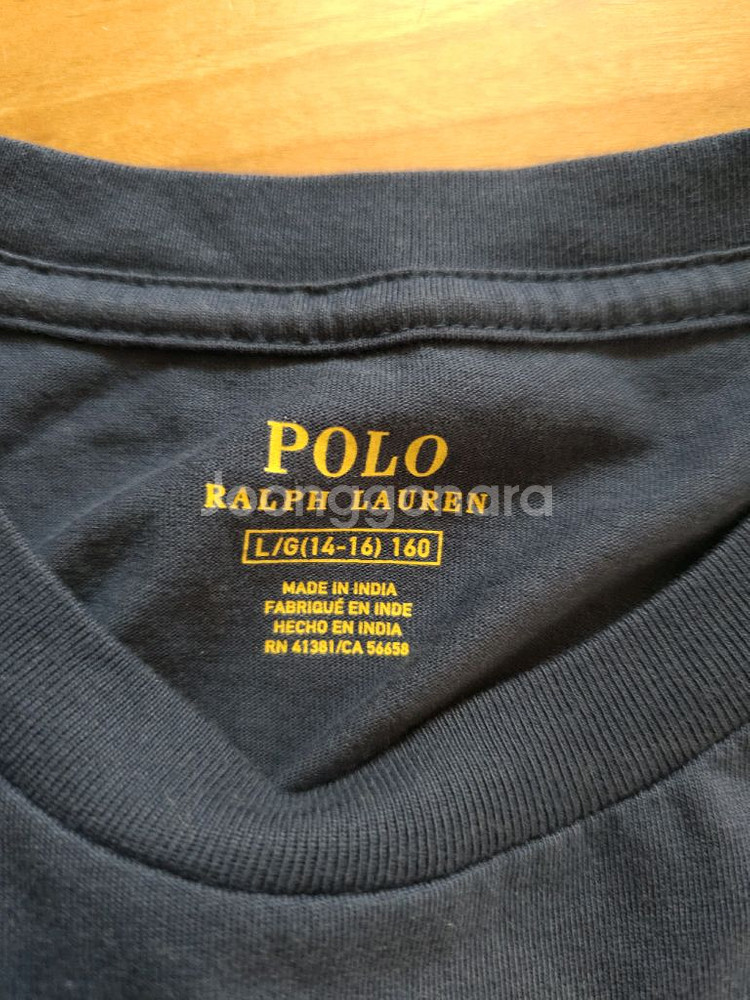 POLO
RALPH LAUREN
joonggonara
L/G(14-16) 160
MADE IN INDIA
FABRIQUÉ EN INDE
HECHO EN INDIA
RN 41381/CA 56658